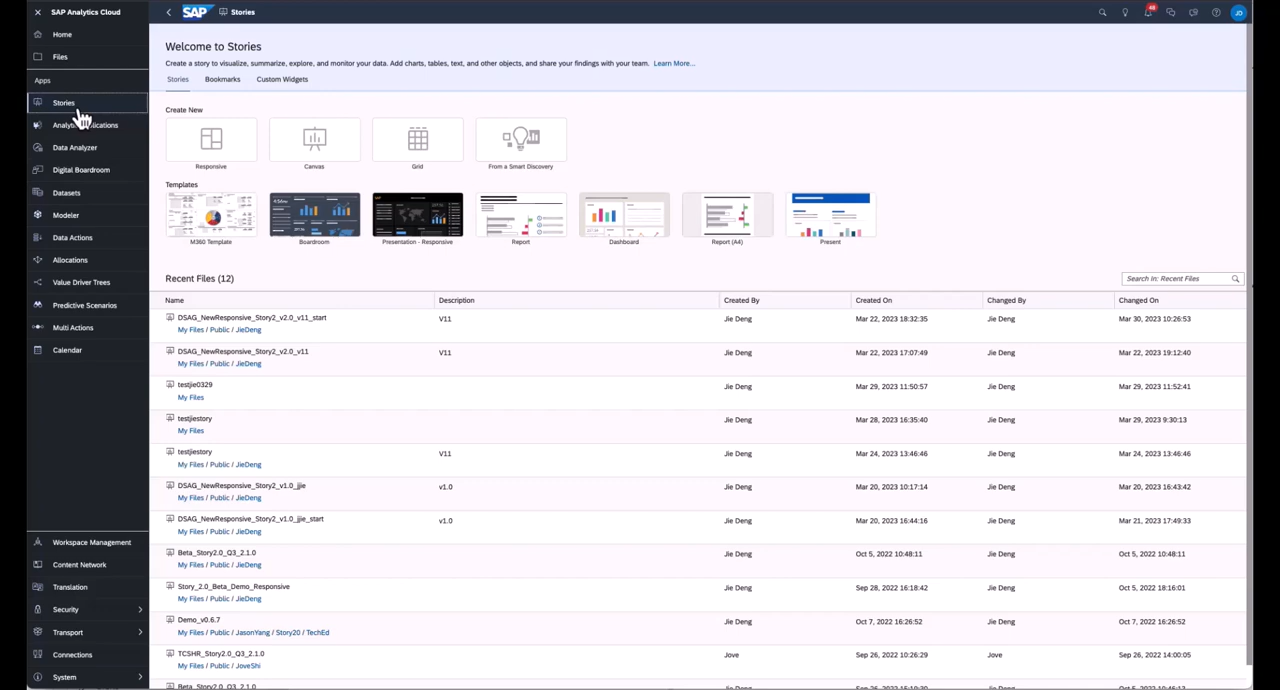 SAP Analytics Cloud
Home
Files
Apps
Stories
Data Analyzer
Digital Boardroom
Datasets
Modeler
Data Actions
Allocations
Value Driver Trees
Predictive Scenarios
Multi Actions
Calendar
Workspace Management
Content Network
Translation
Security
Transport
Connections
System
SAP Stories
48
JD
Welcome to Stories
Create a story to visualize, summarize, explore, and monitor your data. Add charts, tables, text, and other objects, and share your findings with your team. Learn More...
Stories Bookmarks Custom Widgets
Create New
Responsive Canvas Grid From a Smart Discovery
Templates
M360 Template Boardroom Presentation - Responsive Report Dashboard Report (A4) Present
Recent Files (12) Search in: Recent Files
Name Description Created By Created On Changed By Changed On
DSAG_NewResponsive_Story2_v2.0_v11_start V11 Jie Deng Mar 22, 2023 18:32:35 Jie Deng Mar 30, 2023 10:26:53
My Files / Public / JieDeng
DSAG_NewResponsive_Story2_v2.0_v11 V11 Jie Deng Mar 22, 2023 17:07:49 Jie Deng Mar 22, 2023 19:12:40
My Files / Public / JieDeng
testjie0329 Jie Deng Mar 29, 2023 11:50:57 Jie Deng Mar 29, 2023 11:52:41
My Files
testjiestory Jie Deng Mar 28, 2023 16:35:40 Jie Deng Mar 29, 2023 9:30:13
My Files
testjiestory V11 Jie Deng Mar 24, 2023 13:46:46 Jie Deng Mar 24, 2023 13:46:46
My Files / Public / JieDeng
DSAG_NewResponsive_Story2_v1.0_jjie v1.0 Jie Deng Mar 20, 2023 10:17:14 Jie Deng Mar 20, 2023 16:43:42
My Files / Public / JieDeng
DSAG_NewResponsive_Story2_v1.0_jjie_start v1.0 Jie Deng Mar 20, 2023 16:44:16 Jie Deng Mar 21, 2023 17:49:33
My Files / Public / JieDeng
Beta_Story2.0_Q3_2.1.0 Jie Deng Oct 5, 2022 10:48:11 Jie Deng Oct 5, 2022 10:48:11
My Files / Public / JieDeng
Story_2.0_Beta_Demo_Responsive Jie Deng Sep 28, 2022 16:18:42 Jie Deng Oct 5, 2022 18:16:01
My Files / Public / JieDeng
Demo_v0.6.7 Jie Deng Oct 7, 2022 16:26:52 Jie Deng Oct 7, 2022 16:26:52
My Files / Public / JasonYang / Story20 / TechEd
TCSHR_Story2.0_Q3_2.1.0 Jove Sep 26, 2022 10:26:29 Jove Sep 26, 2022 14:00:05
My Files / Public / JoveShi